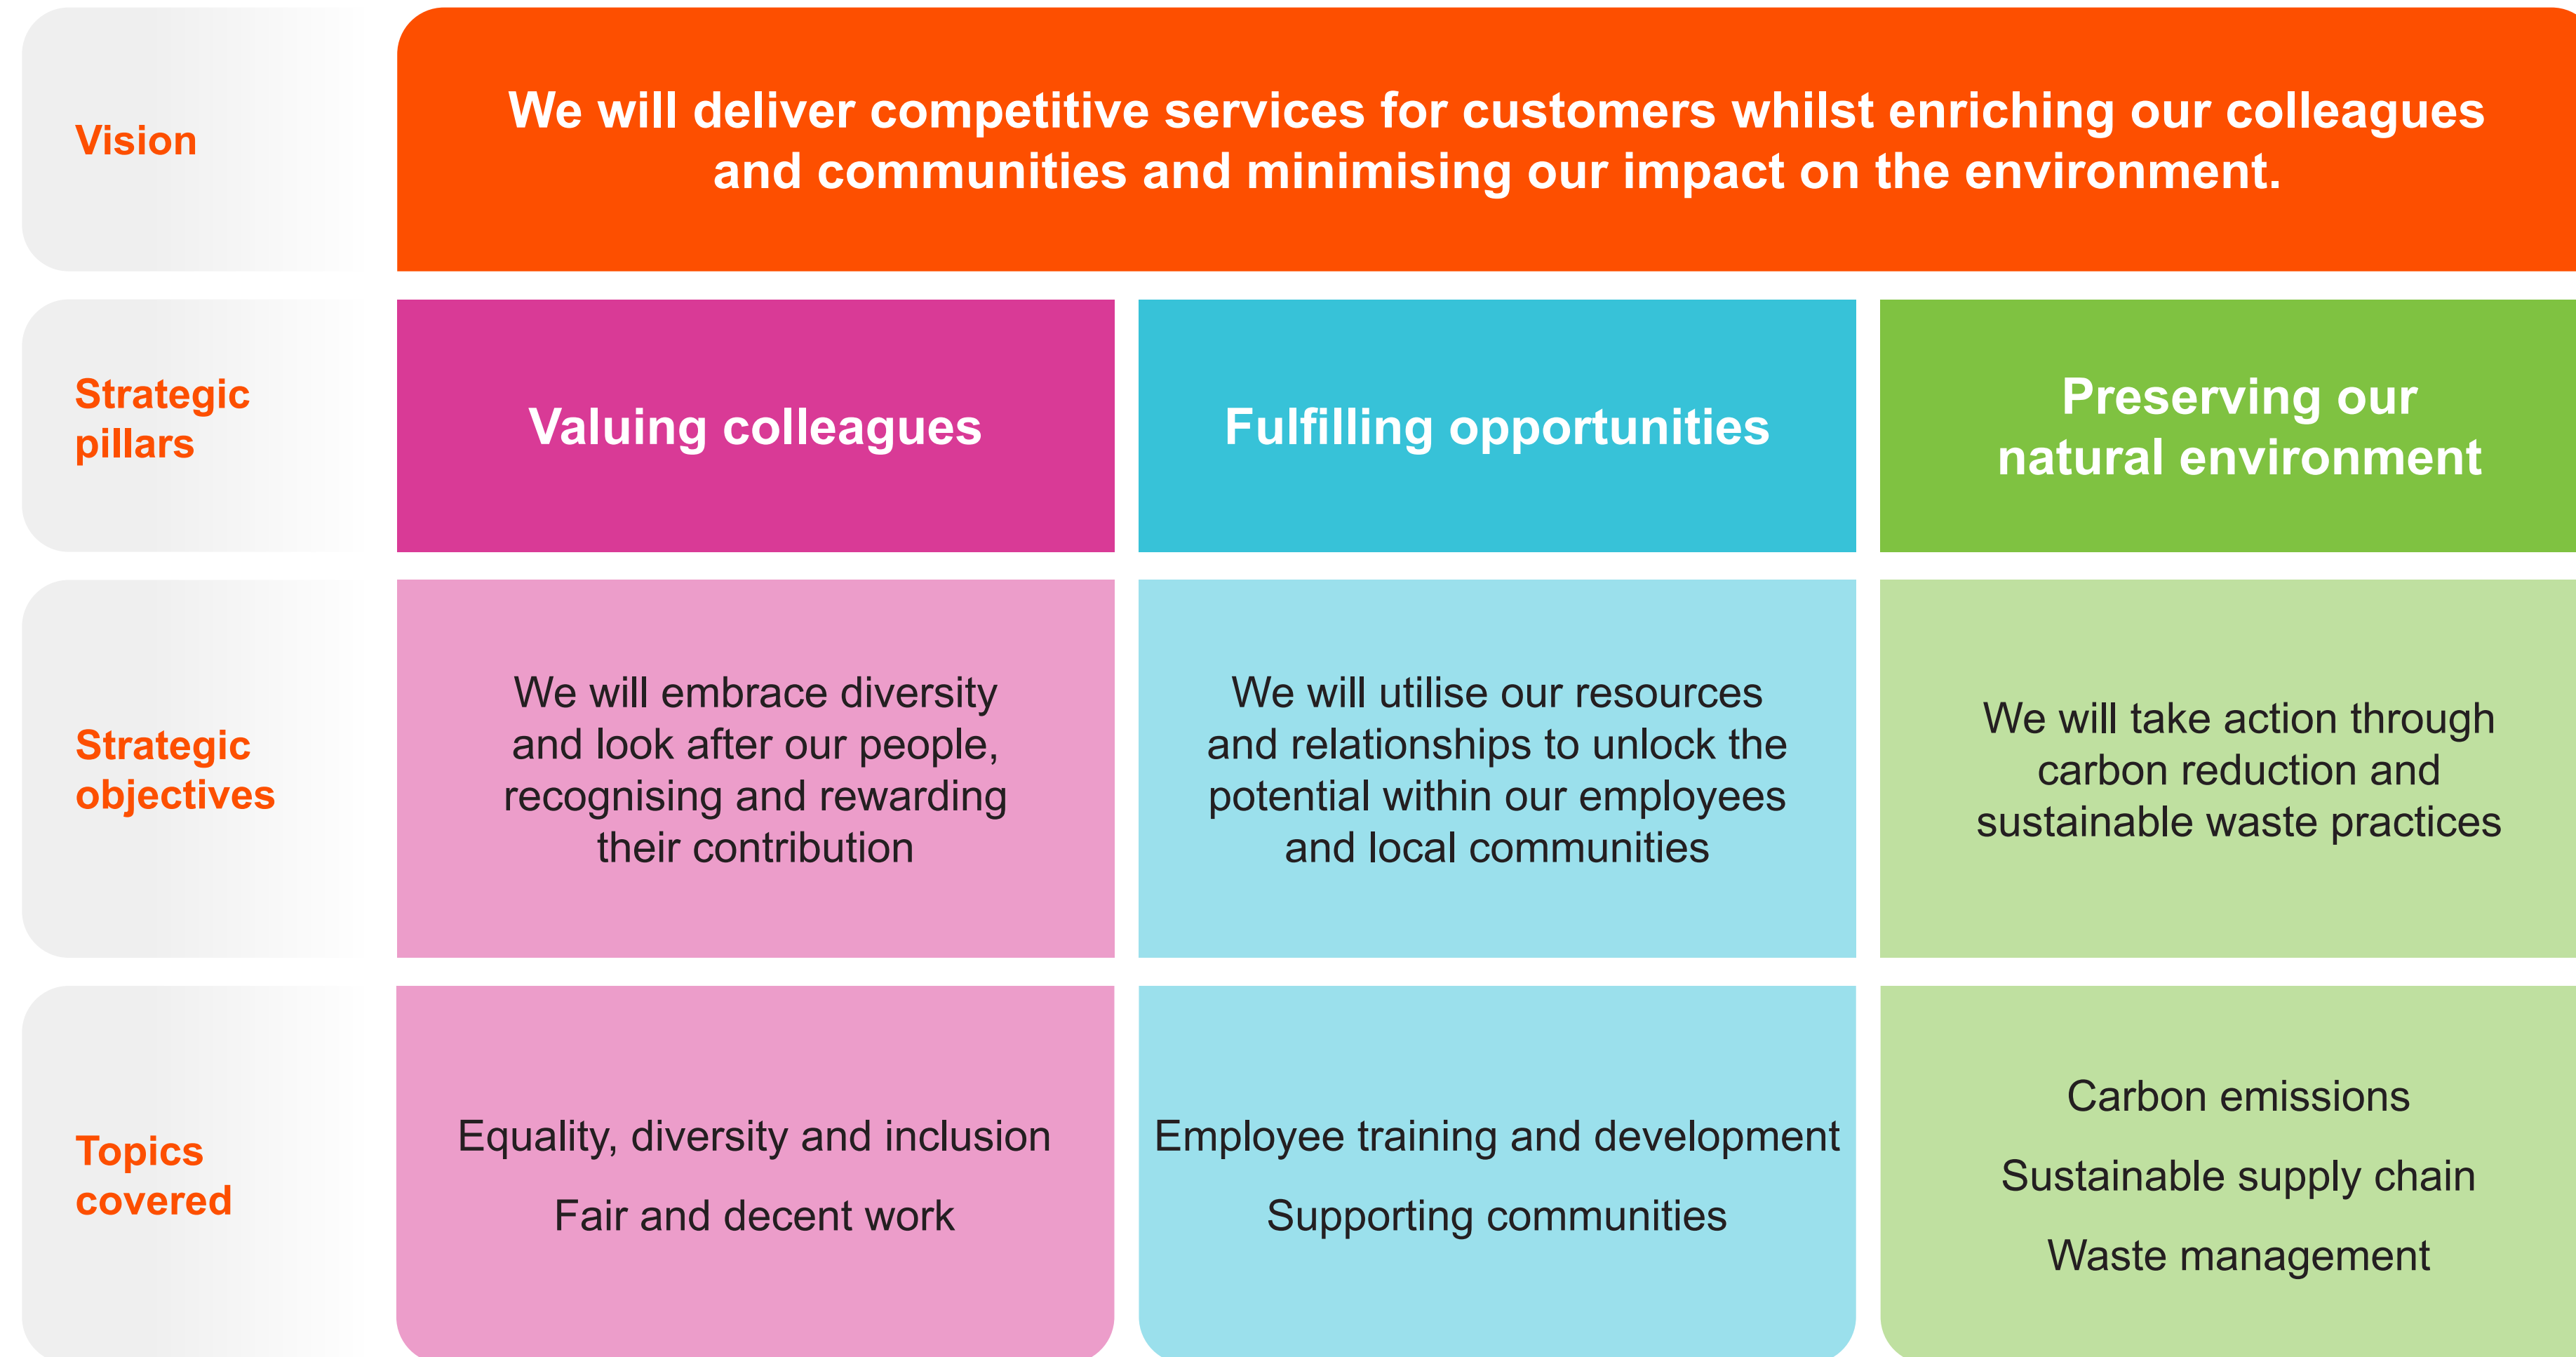 Vision
We will deliver competitive services for customers whilst enriching our colleagues
and communities and minimising our impact on the environment.
Strategic
pillars
Valuing colleagues
Fulfilling opportunities
Preserving our
natural environment
Strategic
objectives
We will embrace diversity
and look after our people,
recognising and rewarding
their contribution
We will utilise our resources
and relationships to unlock the
potential within our employees
and local communities
We will take action through
carbon reduction and
sustainable waste practices
Topics
covered
Equality, diversity and inclusion
Fair and decent work
Employee training and development
Supporting communities
Carbon emissions
Sustainable supply chain
Waste management